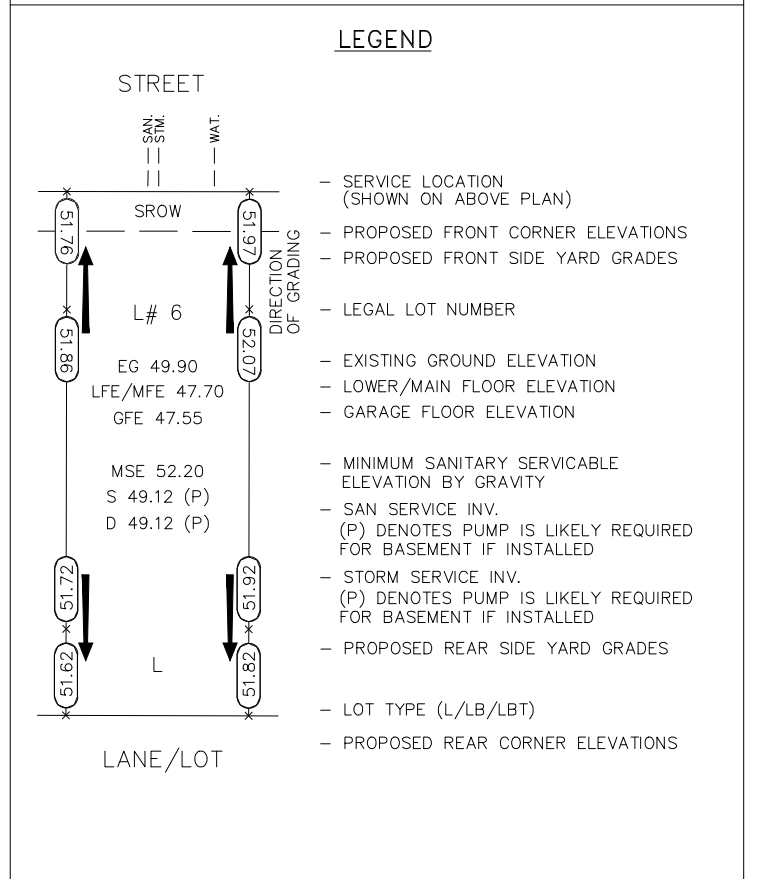 LEGEND
STREET
SAN.
STM.
WAT.
SROW
51.76
51.97
DIRECTION
OF GRADING
L# 6
51.86
52.07
EG 49.90
LFE/MFE 47.70
GFE 47.55
MSE 52.20
S 49.12 (P)
D 49.12 (P)
51.72
51.92
51.62
51.82
L
LANE/LOT
– SERVICE LOCATION
(SHOWN ON ABOVE PLAN)
– PROPOSED FRONT CORNER ELEVATIONS
– PROPOSED FRONT SIDE YARD GRADES
– LEGAL LOT NUMBER
– EXISTING GROUND ELEVATION
– LOWER/MAIN FLOOR ELEVATION
– GARAGE FLOOR ELEVATION
– MINIMUM SANITARY SERVICABLE
ELEVATION BY GRAVITY
– SAN SERVICE INV.
(P) DENOTES PUMP IS LIKELY REQUIRED
FOR BASEMENT IF INSTALLED
– STORM SERVICE INV.
(P) DENOTES PUMP IS LIKELY REQUIRED
FOR BASEMENT IF INSTALLED
– PROPOSED REAR SIDE YARD GRADES
– LOT TYPE (L/LB/LBT)
– PROPOSED REAR CORNER ELEVATIONS